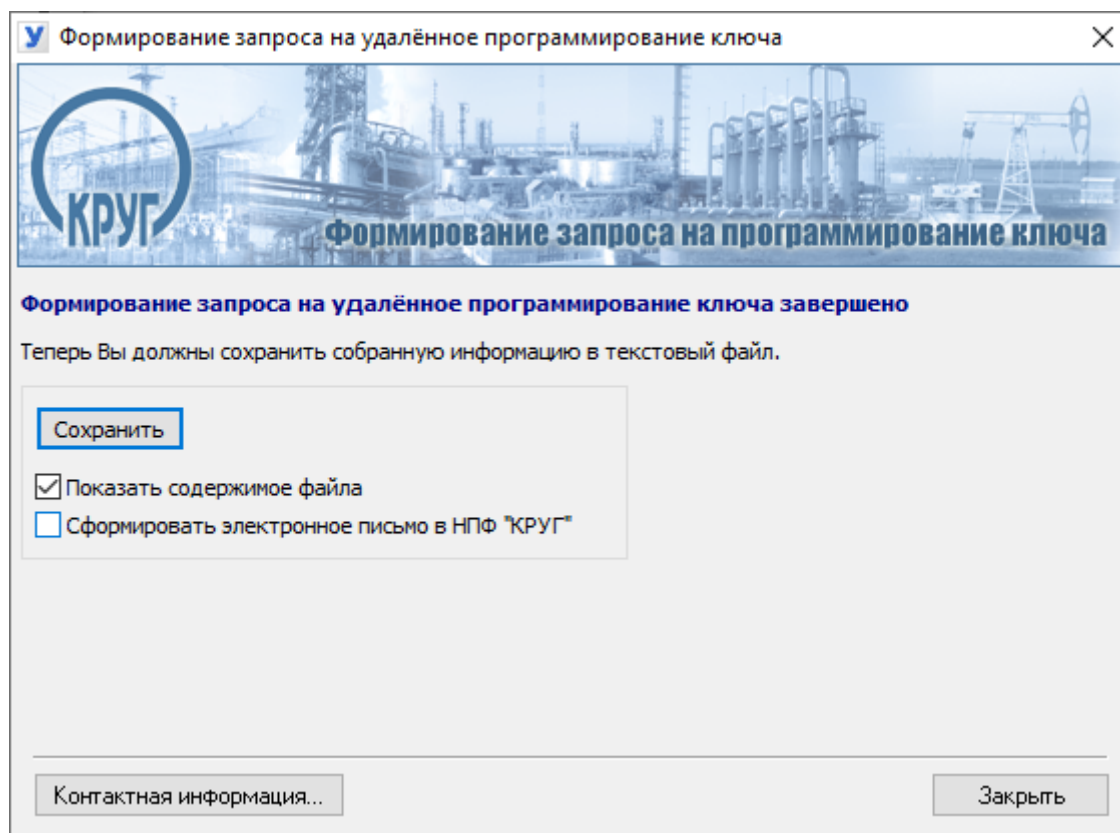 У Формирование запроса на удалённое программирование ключа
КРУГ
Формирование запроса на программирование ключа
Формирование запроса на удалённое программирование ключа завершено
Теперь Вы должны сохранить собранную информацию в текстовый файл.
Сохранить
Показать содержимое файла
Сформировать электронное письмо в НПФ "КРУГ"
Контактная информация... Закрыть